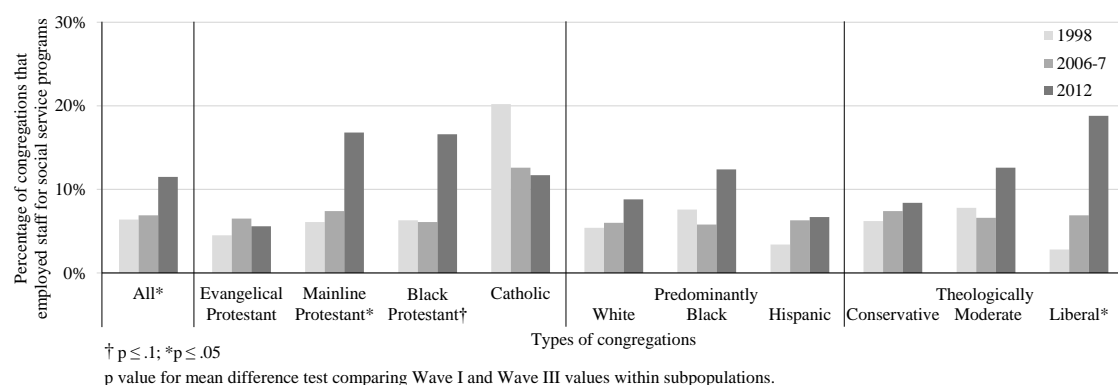 Percentage of congregations that
employed staff for social service programs
30%
20%
10%
0%
1998
2006-7
2012
All*
Evangelical
Protestant
Mainline
Protestant*
Black
Protestant†
Catholic
Predominantly
White
Black
Hispanic
Theologically
Conservative
Moderate
Liberal*
Types of congregations
† p ≤ .1; *p ≤ .05
p value for mean difference test comparing Wave I and Wave III values within subpopulations.